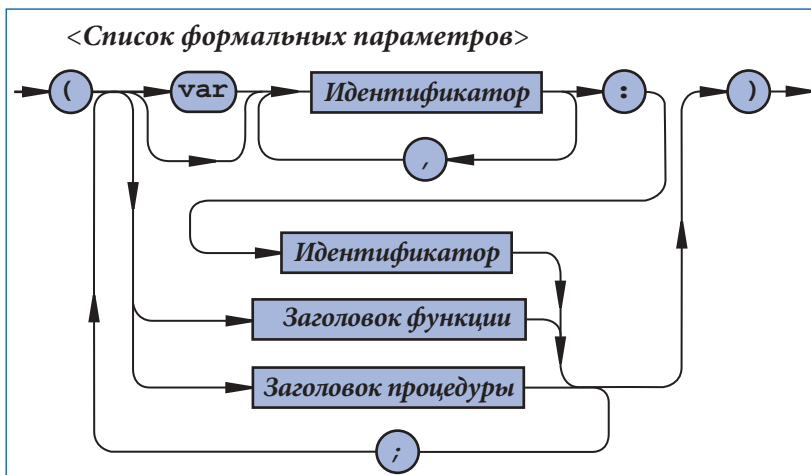 <Список формальных параметров>
( var Идентификатор : )
,
Идентификатор
Заголовок функции
Заголовок процедуры
;